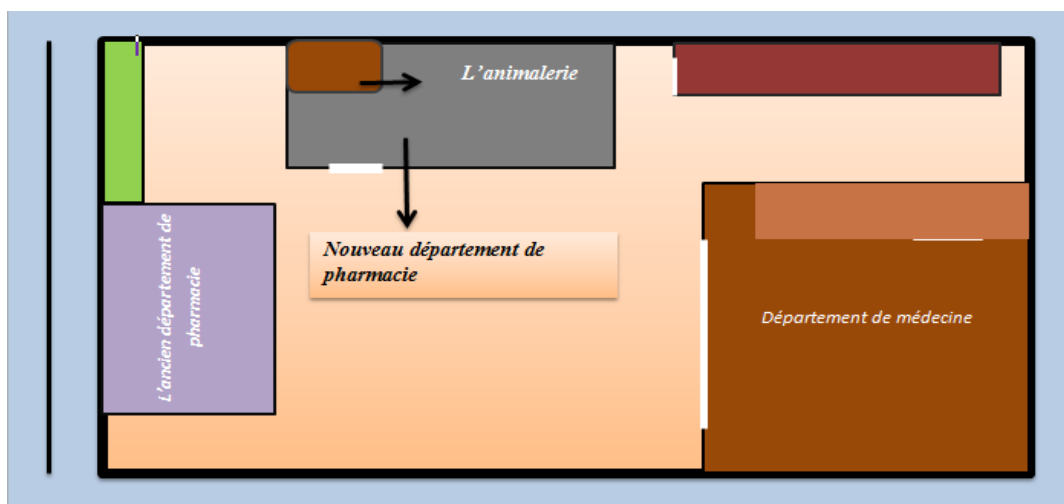 L'animalerie
Nouveau département de
pharmacie
L'ancien département de
pharmacie
Département de médecine